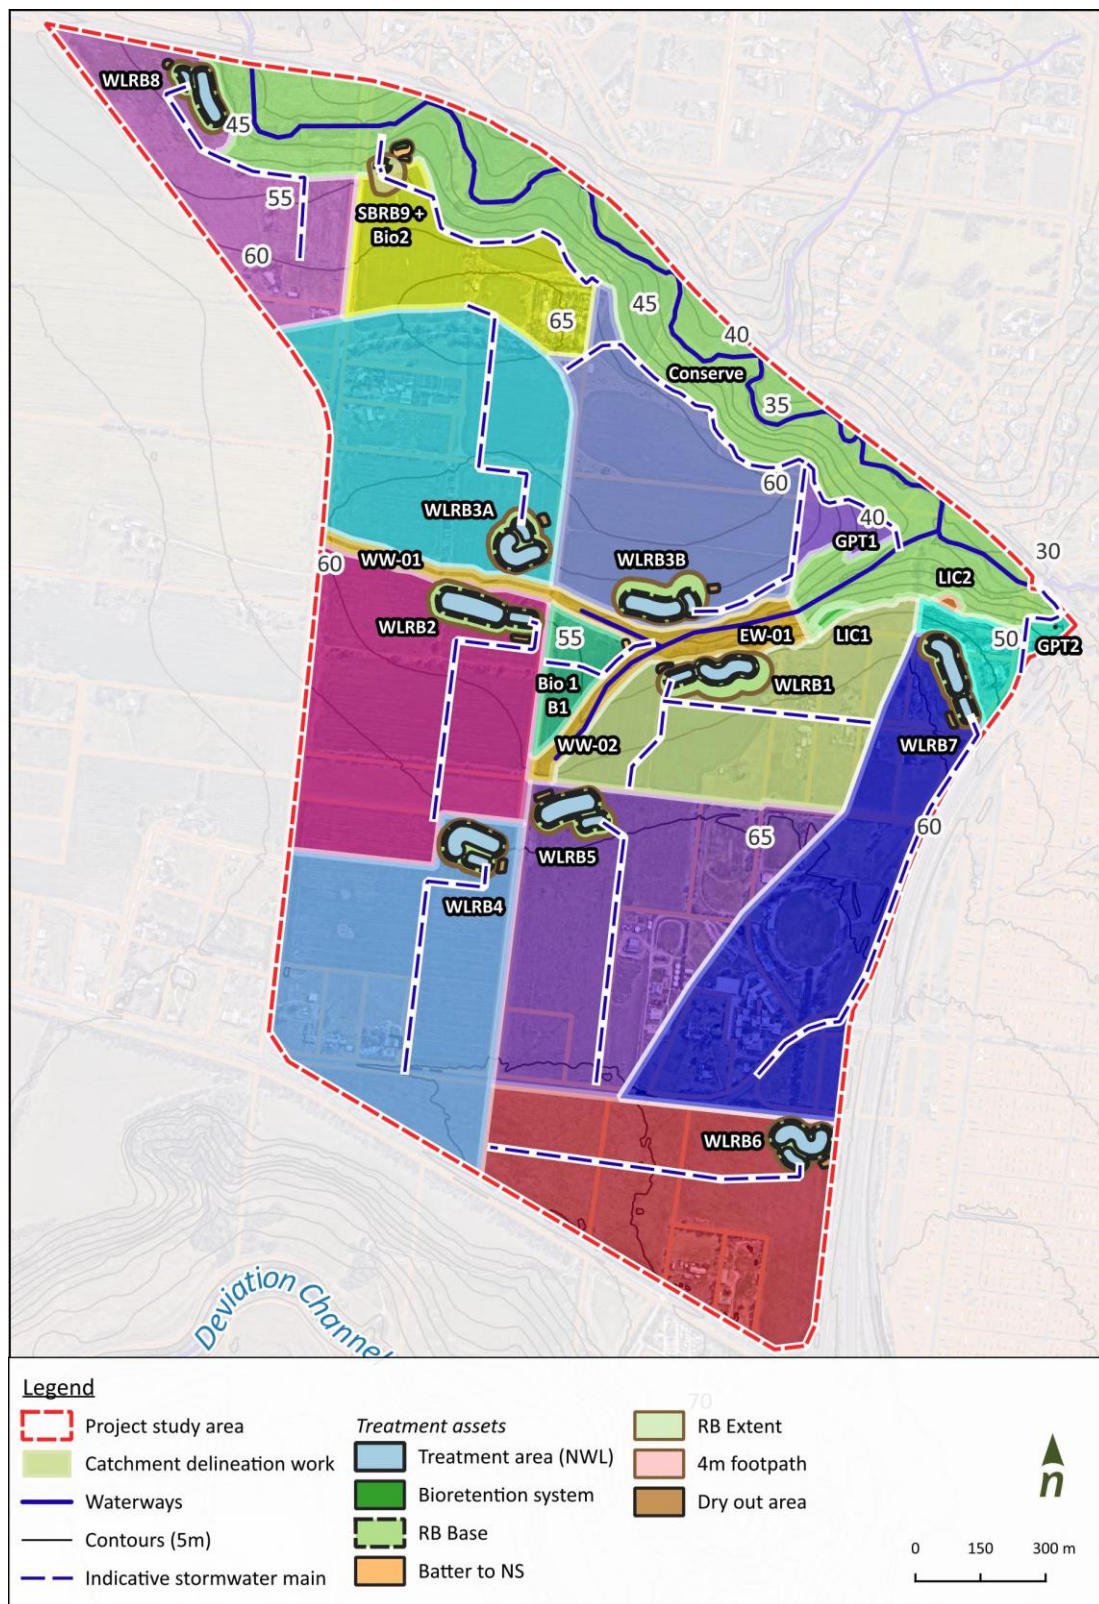 WLRB8
45
55
SBRB9 +
Bio2
60
65
45
40
Conserve
35
60
WLRB3A
40
GPT1
30
WW-01
60
WLRB3B
LIC2
WLRB2
55
EW-01
LIC1
50
GPT2
Bio 1
B1
WLRB1
WW-02
WLRB7
60
65
WLRB5
WLRB4
WLRB6
Deviation Channel
70
Legend
Project study area
Catchment delineation work
Waterways
Contours (5m)
Indicative stormwater main
Treatment assets
Treatment area (NWL)
Bioretention system
RB Base
Batter to NS
RB Extent
4m footpath
Dry out area
n
0 150 300 m